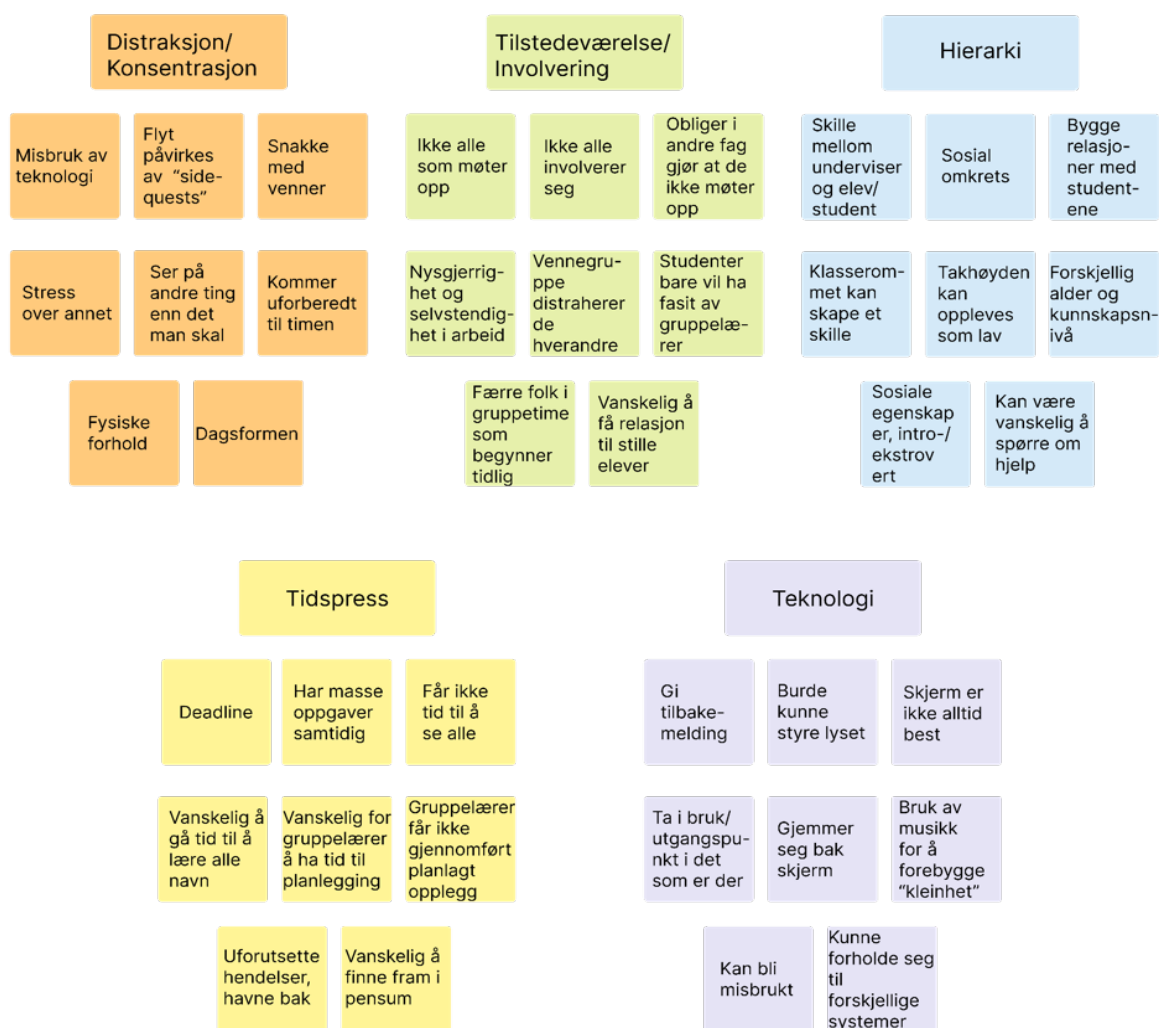 Distraksjon/
Konsentrasjon
Misbruk av
teknologi
Flyt
påvirkes
av "side-
quests"
Snakke
med
venner
Stress
over annet
Ser på
andre ting
enn det
man skal
Kommer
uforberedt
til timen
Fysiske
forhold
Dagsformen
Tilstedeværelse/
Involvering
Ikke alle
som møter
opp
Ikke alle
involverer
seg
Obliger i
andre fag
gjør at de
ikke møter
opp
Nysgjerrig-
het og
selvstendig-
het i arbeid
Vennegru-
ppe
distraherer
de
hverandre
Studenter
bare vil ha
fasit av
gruppelæ-
rer
Færre folk i
gruppetime
som
begynner
tidlig
Vanskelig å
få relasjon
til stille
elever
Hierarki
Skille
mellom
underviser
og elev/
student
Sosial
omkrets
Bygge
relasjo-
ner med
student-
ene
Klasserom-
met kan
skape et
skille
Takhøyden
kan
oppleves
som lav
Forskjellig
alder og
kunnskapsn-
ivå
Sosiale
egenskap
er, intro-/
ekstrov
ert
Kan være
vanskelig å
spørre om
hjelp
Tidspress
Deadline
Har masse
oppgaver
samtidig
Får ikke
tid til å
se alle
Vanskelig å
gå tid til å
lære alle
navn
Vanskelig for
gruppelærer
å ha tid til
planlegging
Gruppelærer
får ikke
gjennomført
planlagt
opplegg
Uforutsette
hendelser,
havne bak
Vanskelig å
finne fram i
pensum
Teknologi
Gi
tilbake-
melding
Burde
kunne
styre lyset
Skjerm er
ikke alltid
best
Ta i bruk/
utgangspu-
nkt i det
som er der
Gjemmer
seg bak
skjerm
Bruk av
musikk
for å
forebygge
"kleinhet"
Kan bli
misbrukt
Kunne
forholde seg
til
forskjellige
systemer